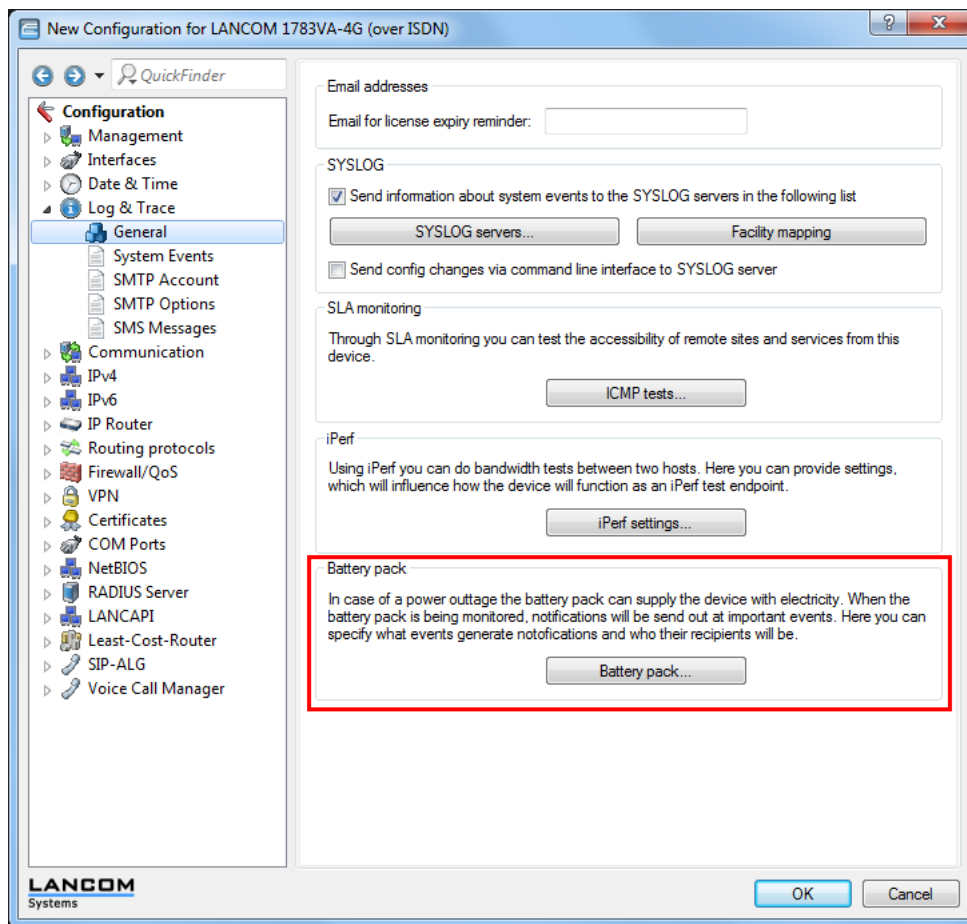 New Configuration for LANCOM 1783VA-4G (over ISDN)
QuickFinder
Configuration
Management
Interfaces
Date & Time
Log & Trace
General
System Events
SMTP Account
SMTP Options
SMS Messages
Communication
IPv4
IPv6
IP Router
Routing protocols
Firewall/QoS
VPN
Certificates
COM Ports
NetBIOS
RADIUS Server
LANCAPI
Least-Cost-Router
SIP-ALG
Voice Call Manager
Email addresses
Email for license expiry reminder:
SYSLOG
Send information about system events to the SYSLOG servers in the following list
SYSLOG servers... Facility mapping
Send config changes via command line interface to SYSLOG server
SLA monitoring
Through SLA monitoring you can test the accessibility of remote sites and services from this
device.
ICMP tests...
iPerf
Using iPerf you can do bandwidth tests between two hosts. Here you can provide settings,
which will influence how the device will function as an iPerf test endpoint.
iPerf settings...
Battery pack
In case of a power outtage the battery pack can supply the device with electricity. When the
battery pack is being monitored, notifications will be send out at important events. Here you can
specify what events generate notofications and who their recipients will be.
Battery pack...
LANCOM
Systems
OK Cancel